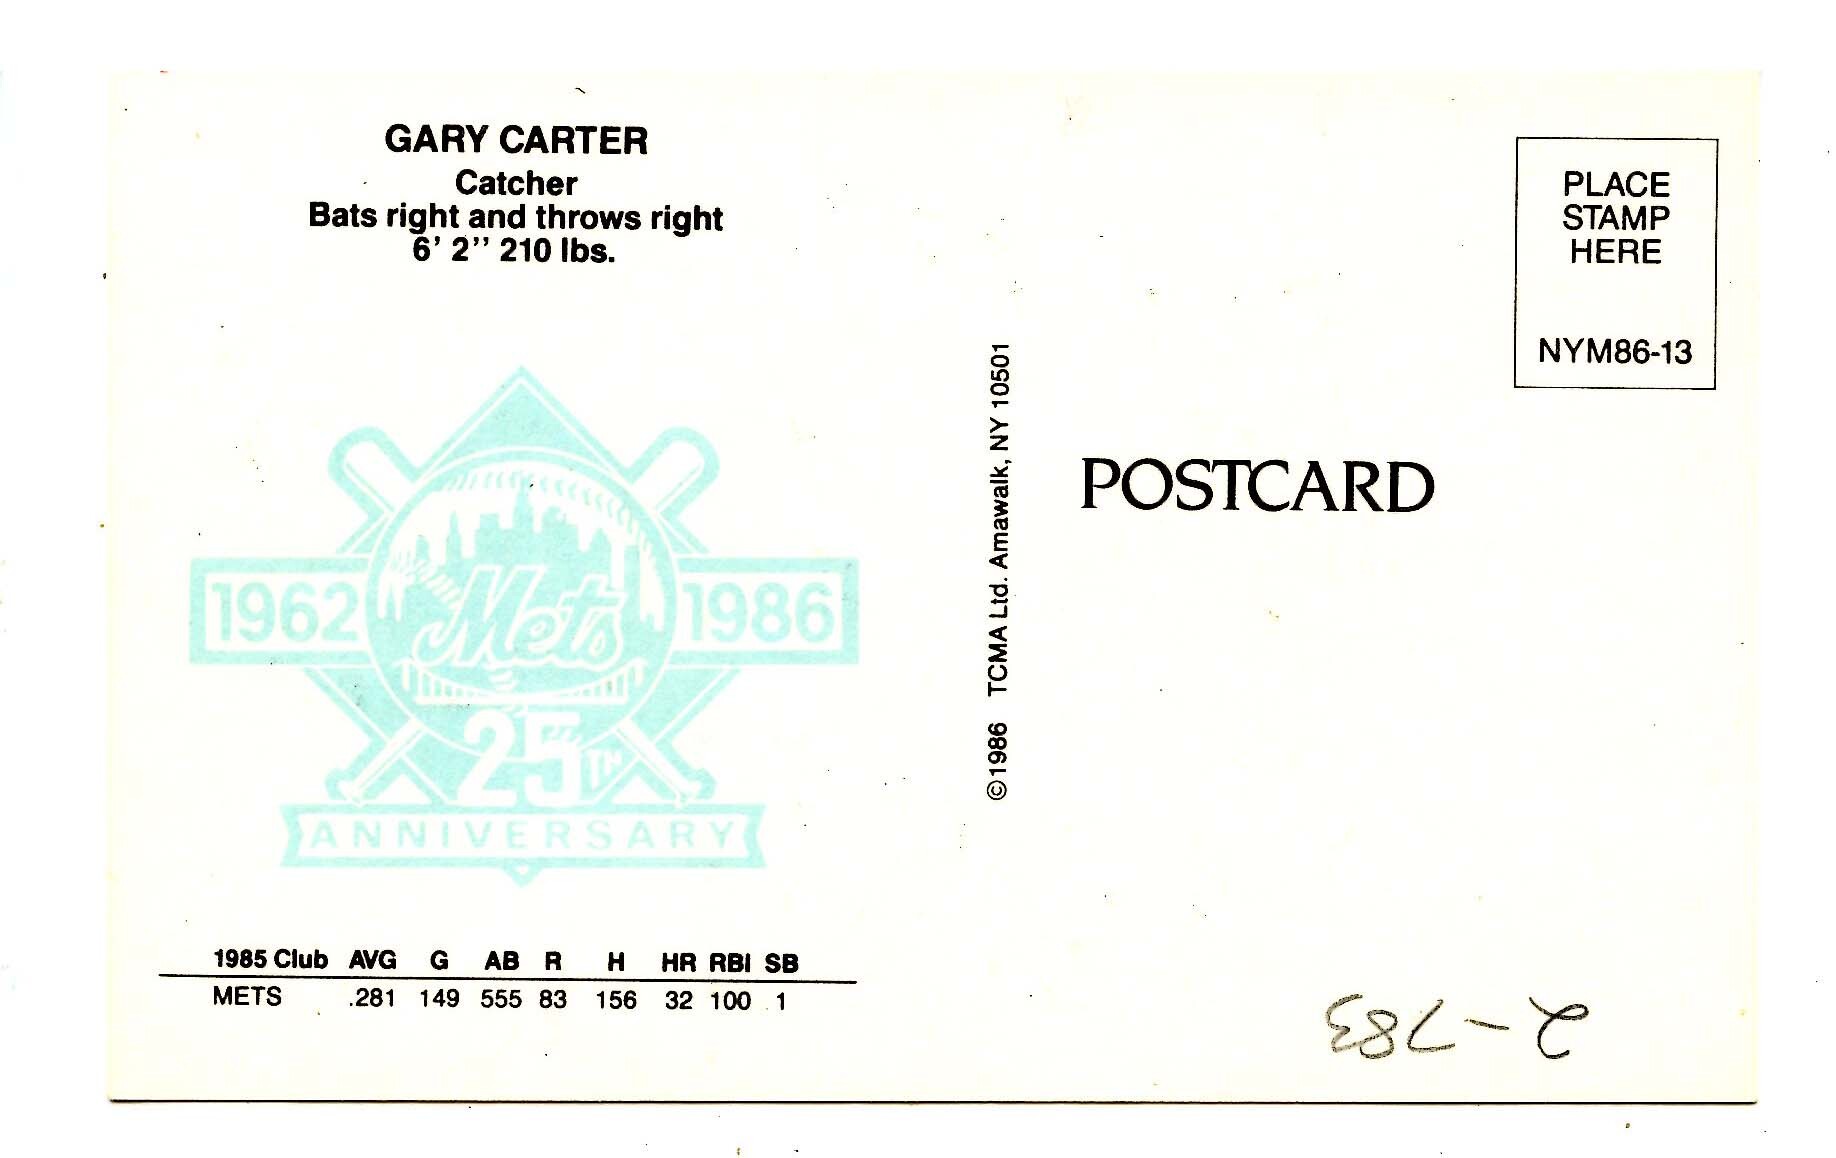 GARY CARTER
Catcher
Bats right and throws right
6' 2'' 210 lbs.
1962 Mets 1986
25TH
ANNIVERSARY
1985 Club AVG G AB R H HR RBI SB
METS .281 149 555 83 156 32 100 1
©1986 TCMA Ltd. Amawalk, NY 10501
PLACE
STAMP
HERE
NYM86-13
POSTCARD
2-783